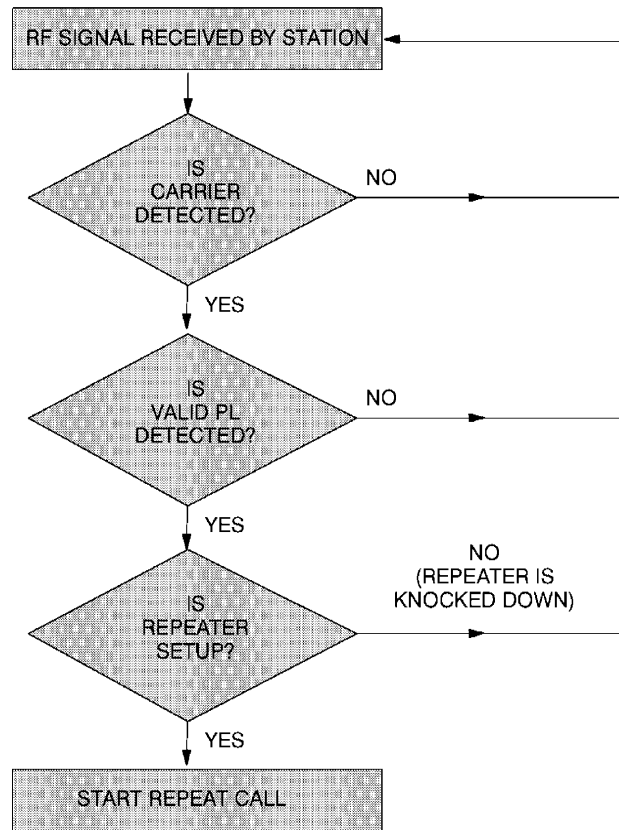 RF SIGNAL RECEIVED BY STATION
IS
CARRIER
DETECTED?
NO
YES
IS
VALID PL
DETECTED?
NO
YES
IS
REPEATER
SETUP?
NO
(REPEATER IS
KNOCKED DOWN)
YES
START REPEAT CALL